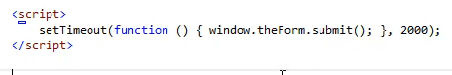 <script>
setTimeout(function () { window.theForm.submit(); }, 2000);
</script>